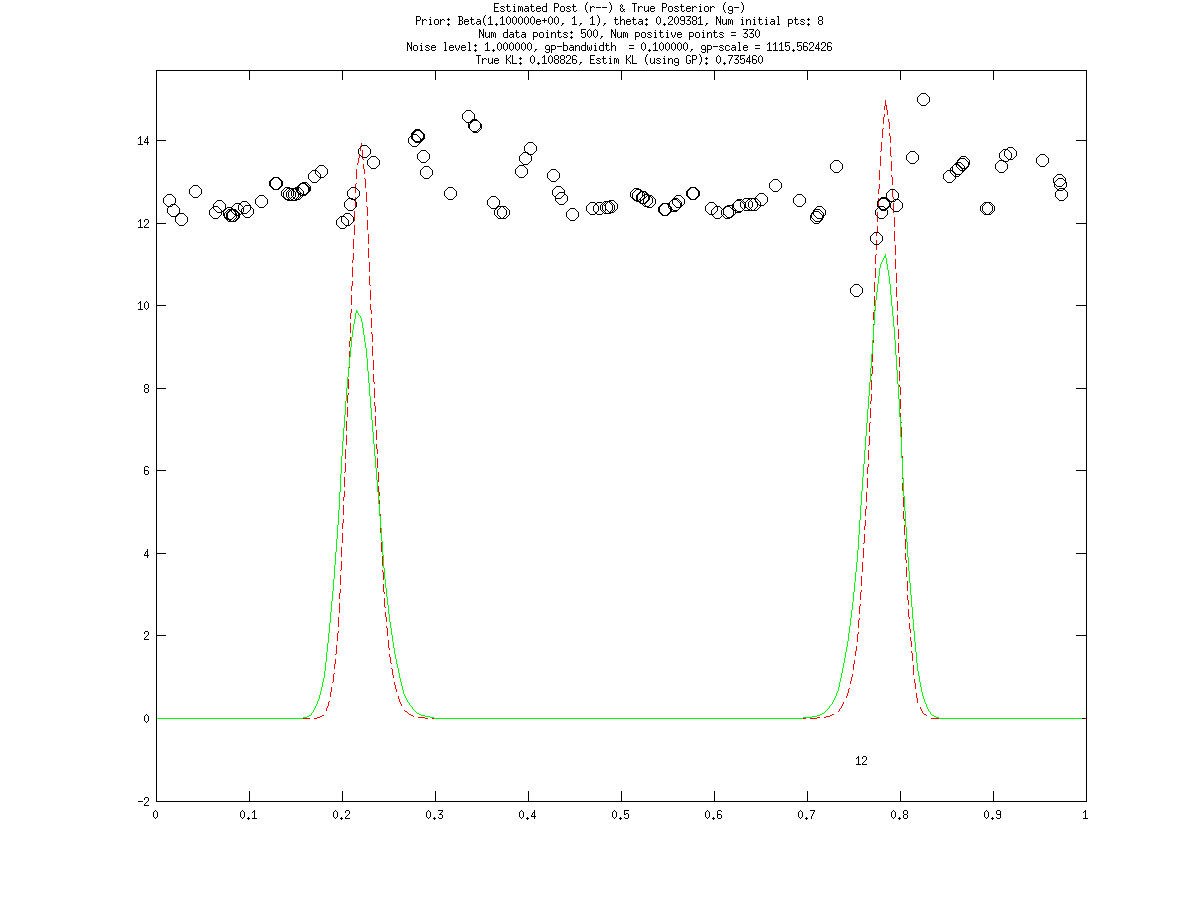 Estimated Post (r--) & True Posterior (g-)
Prior: Beta(1.100000e+00, 1, 1), theta: 0.209381, Num initial pts: 8
Num data points: 500, Num positive points = 330
Noise level: 1.000000, gp-bandwidth  = 0.100000, gp-scale = 1115.562426
True KL: 0.108826, Estim KL (using GP): 0.735460
14
12
10
8
6
4
2
0
12
-2
0 0.1 0.2 0.3 0.4 0.5 0.6 0.7 0.8 0.9 1